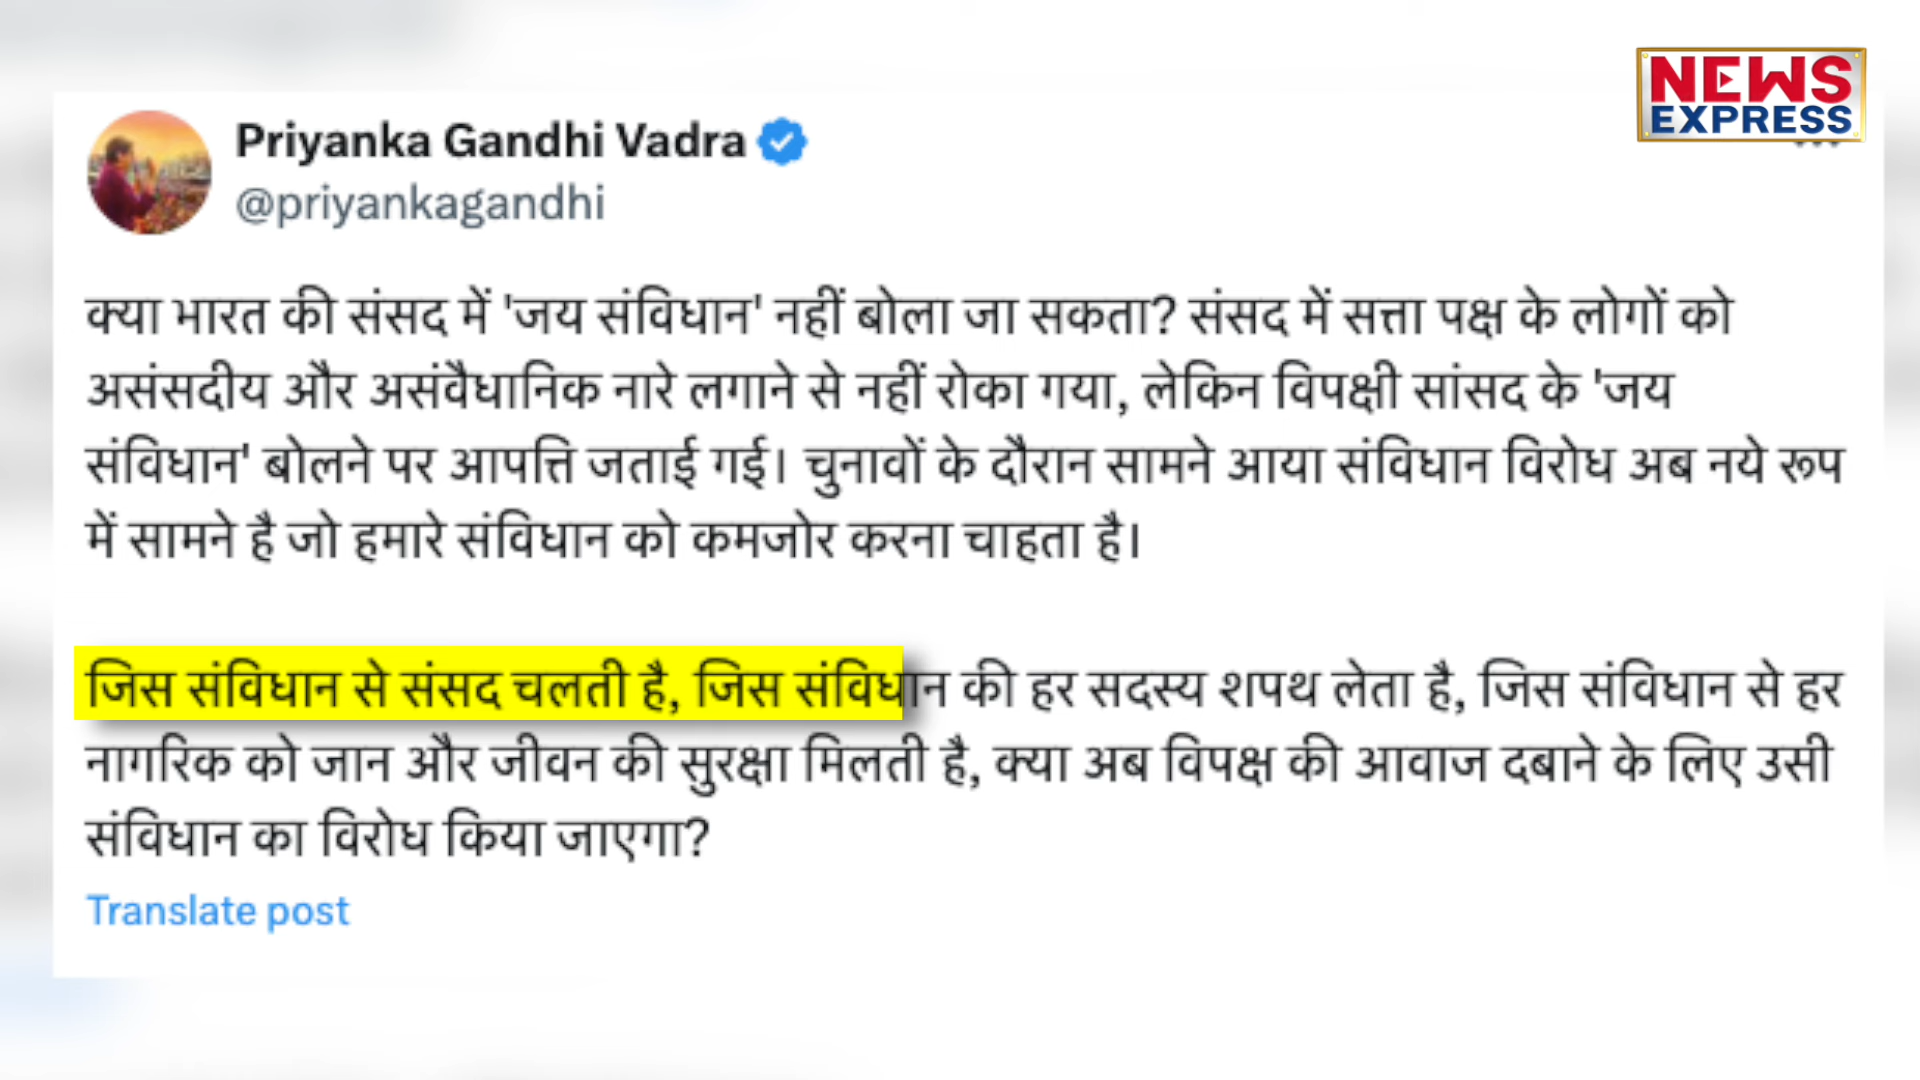 NEWS
EXPRESS
Priyanka Gandhi Vadra
@priyankagandhi
क्या भारत की संसद में 'जय संविधान' नहीं बोला जा सकता? संसद में सत्ता पक्ष के लोगों को
असंसदीय और असंवैधानिक नारे लगाने से नहीं रोका गया, लेकिन विपक्षी सांसद के 'जय
संविधान' बोलने पर आपत्ति जताई गई। चुनावों के दौरान सामने आया संविधान विरोध अब नये रूप
में सामने है जो हमारे संविधान को कमजोर करना चाहता है।
जिस संविधान से संसद चलती है, जिस संविधान की हर सदस्य शपथ लेता है, जिस संविधान से हर
नागरिक को जान और जीवन की सुरक्षा मिलती है, क्या अब विपक्ष की आवाज दबाने के लिए उसी
संविधान का विरोध किया जाएगा?
Translate post